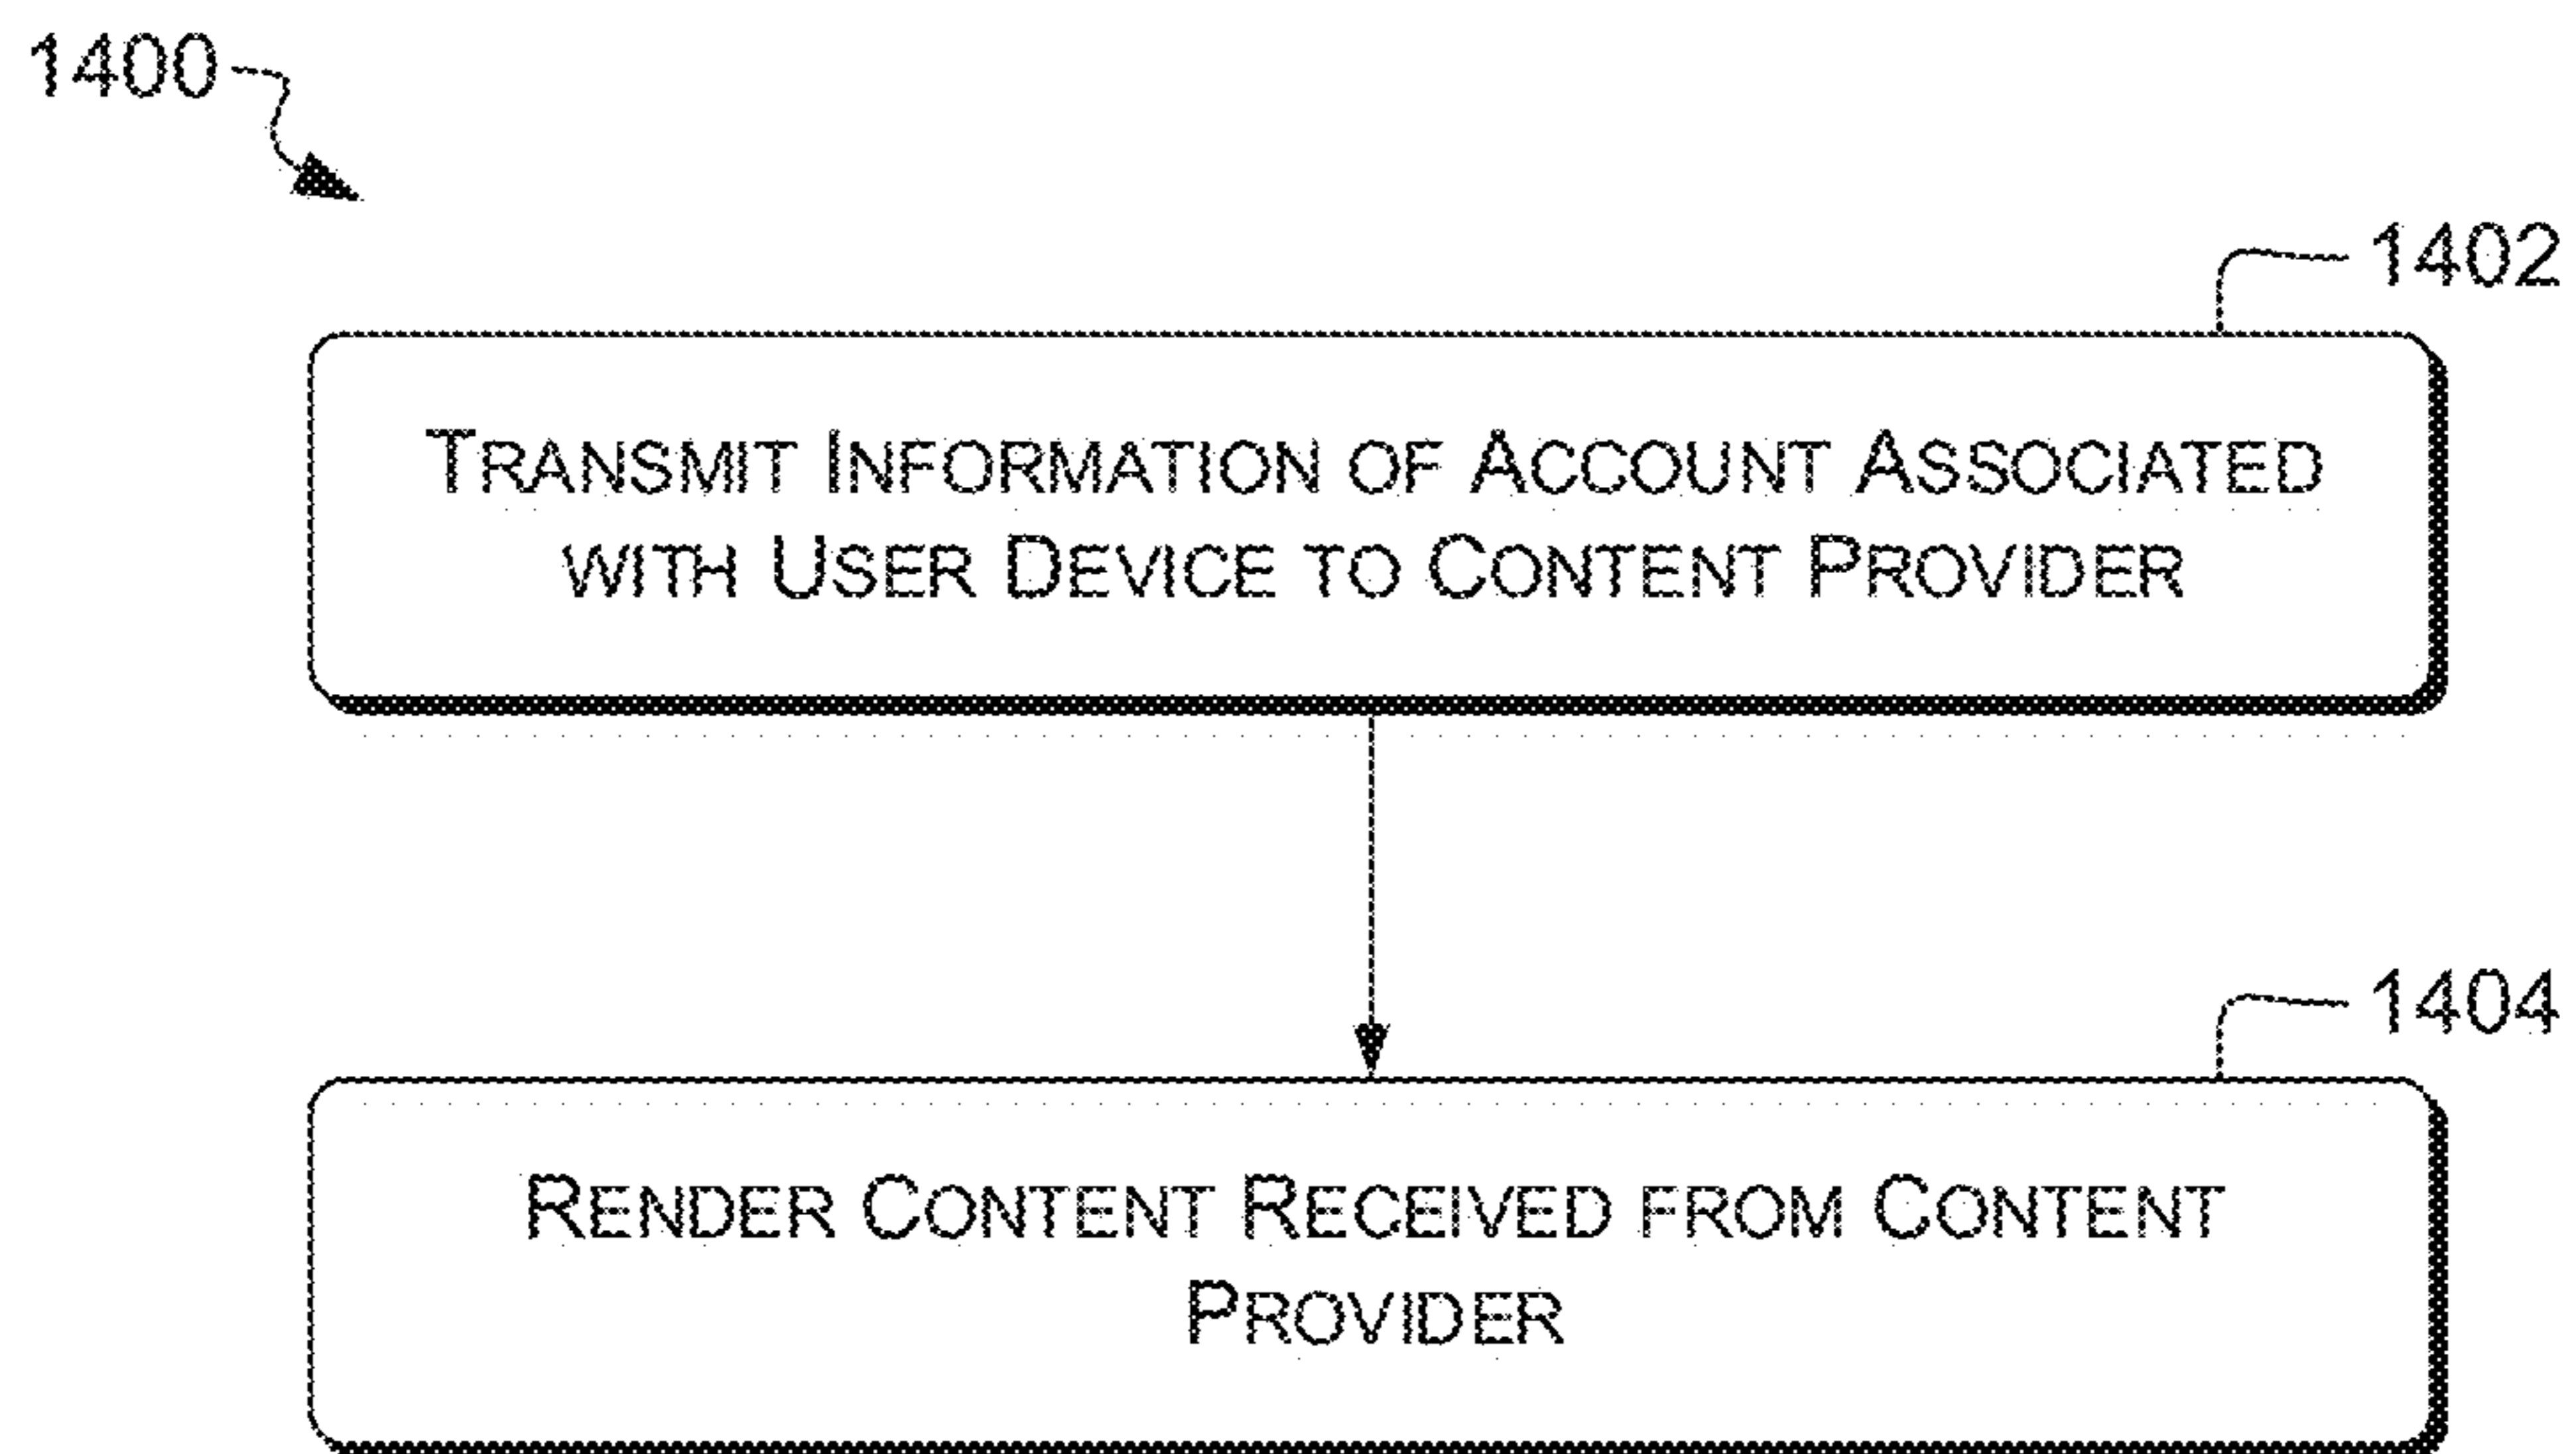 1400
1402
TRANSMIT INFORMATION OF ACCOUNT ASSOCIATED
WITH USER DEVICE TO CONTENT PROVIDER
1404
RENDER CONTENT RECEIVED FROM CONTENT
PROVIDER